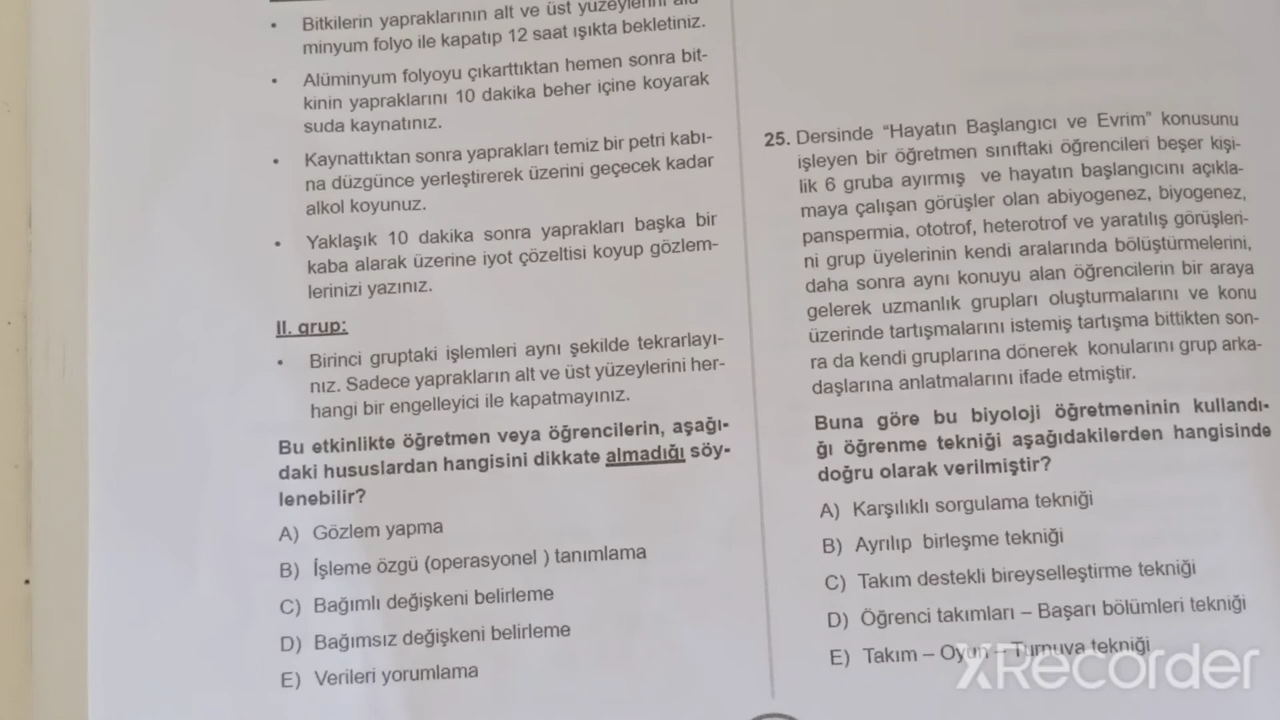 • Bitkilerin yapraklarının alt ve üst yüzeylerini alü-
minyum folyo ile kapatıp 12 saat ışıkta bekletiniz.
• Alüminyum folyoyu çıkarttıktan hemen sonra bit-
kinin yapraklarını 10 dakika beher içine koyarak
suda kaynatınız.
• Kaynattıktan sonra yaprakları temiz bir petri kabı-
na düzgünce yerleştirerek üzerini geçecek kadar
alkol koyunuz.
• Yaklaşık 10 dakika sonra yaprakları başka bir
kaba alarak üzerine iyot çözeltisi koyup gözlem-
lerinizi yazınız.
II. grup:
• Birinci gruptaki işlemleri aynı şekilde tekrarlayı-
nız. Sadece yaprakların alt ve üst yüzeylerini her-
hangi bir engelleyici ile kapatmayınız.
Bu etkinlikte öğretmen veya öğrencilerin, aşağı-
daki hususlardan hangisini dikkate almadığı söy-
lenebilir?
A) Gözlem yapma
B) İşleme özgü (operasyonel ) tanımlama
C) Bağımlı değişkeni belirleme
D) Bağımsız değişkeni belirleme
E) Verileri yorumlama
25. Dersinde “Hayatın Başlangıcı ve Evrim” konusunu
işleyen bir öğretmen sınıftaki öğrencileri beşer kişi-
lik 6 gruba ayırmış ve hayatın başlangıcını açıkla-
maya çalışan görüşler olan abiyogenez, biyogenez,
panspermia, ototrof, heterotrof ve yaratılış görüşleri-
ni grup üyelerinin kendi aralarında bölüştürmelerini,
daha sonra aynı konuyu alan öğrencilerin bir araya
gelerek uzmanlık grupları oluşturmalarını ve konu
üzerinde tartışmalarını istemiş tartışma bittikten son-
ra da kendi gruplarına dönerek konularını grup arka-
daşlarına anlatmalarını ifade etmiştir.
Buna göre bu biyoloji öğretmeninin kullandı-
ğı öğrenme tekniği aşağıdakilerden hangisinde
doğru olarak verilmiştir?
A) Karşılıklı sorgulama tekniği
B) Ayrılıp birleşme tekniği
C) Takım destekli bireyselleştirme tekniği
D) Öğrenci takımları – Başarı bölümleri tekniği
E) Takım – Oyun – Turnuva tekniği
XRecorder